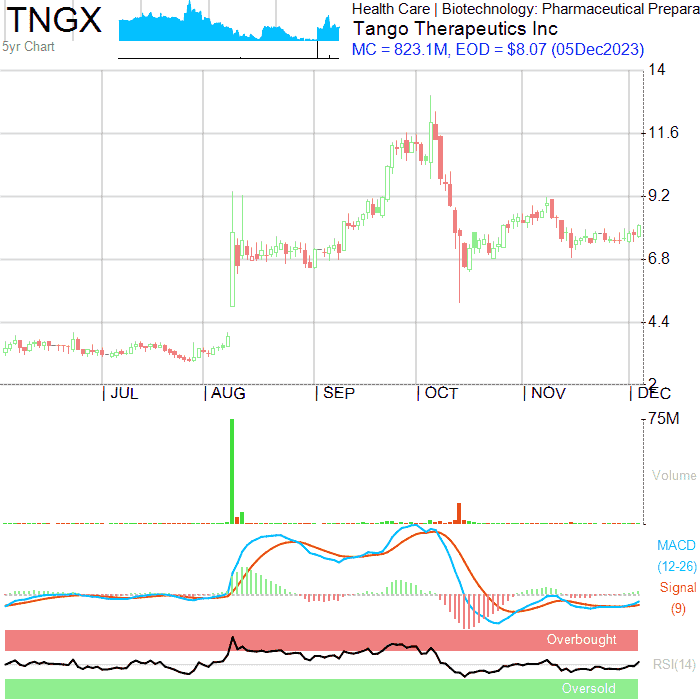 TNGX
5yr Chart
Health Care | Biotechnology: Pharmaceutical Prepara
Tango Therapeutics Inc
MC = 823.1M, EOD = $8.07 (05Dec2023)
14
11.6
9.2
6.8
4.4
2
JUL
AUG
SEP
OCT
NOV
DEC
75M
Volume
MACD
(12-26)
Signal
(9)
Overbought
RSI(14)
Oversold